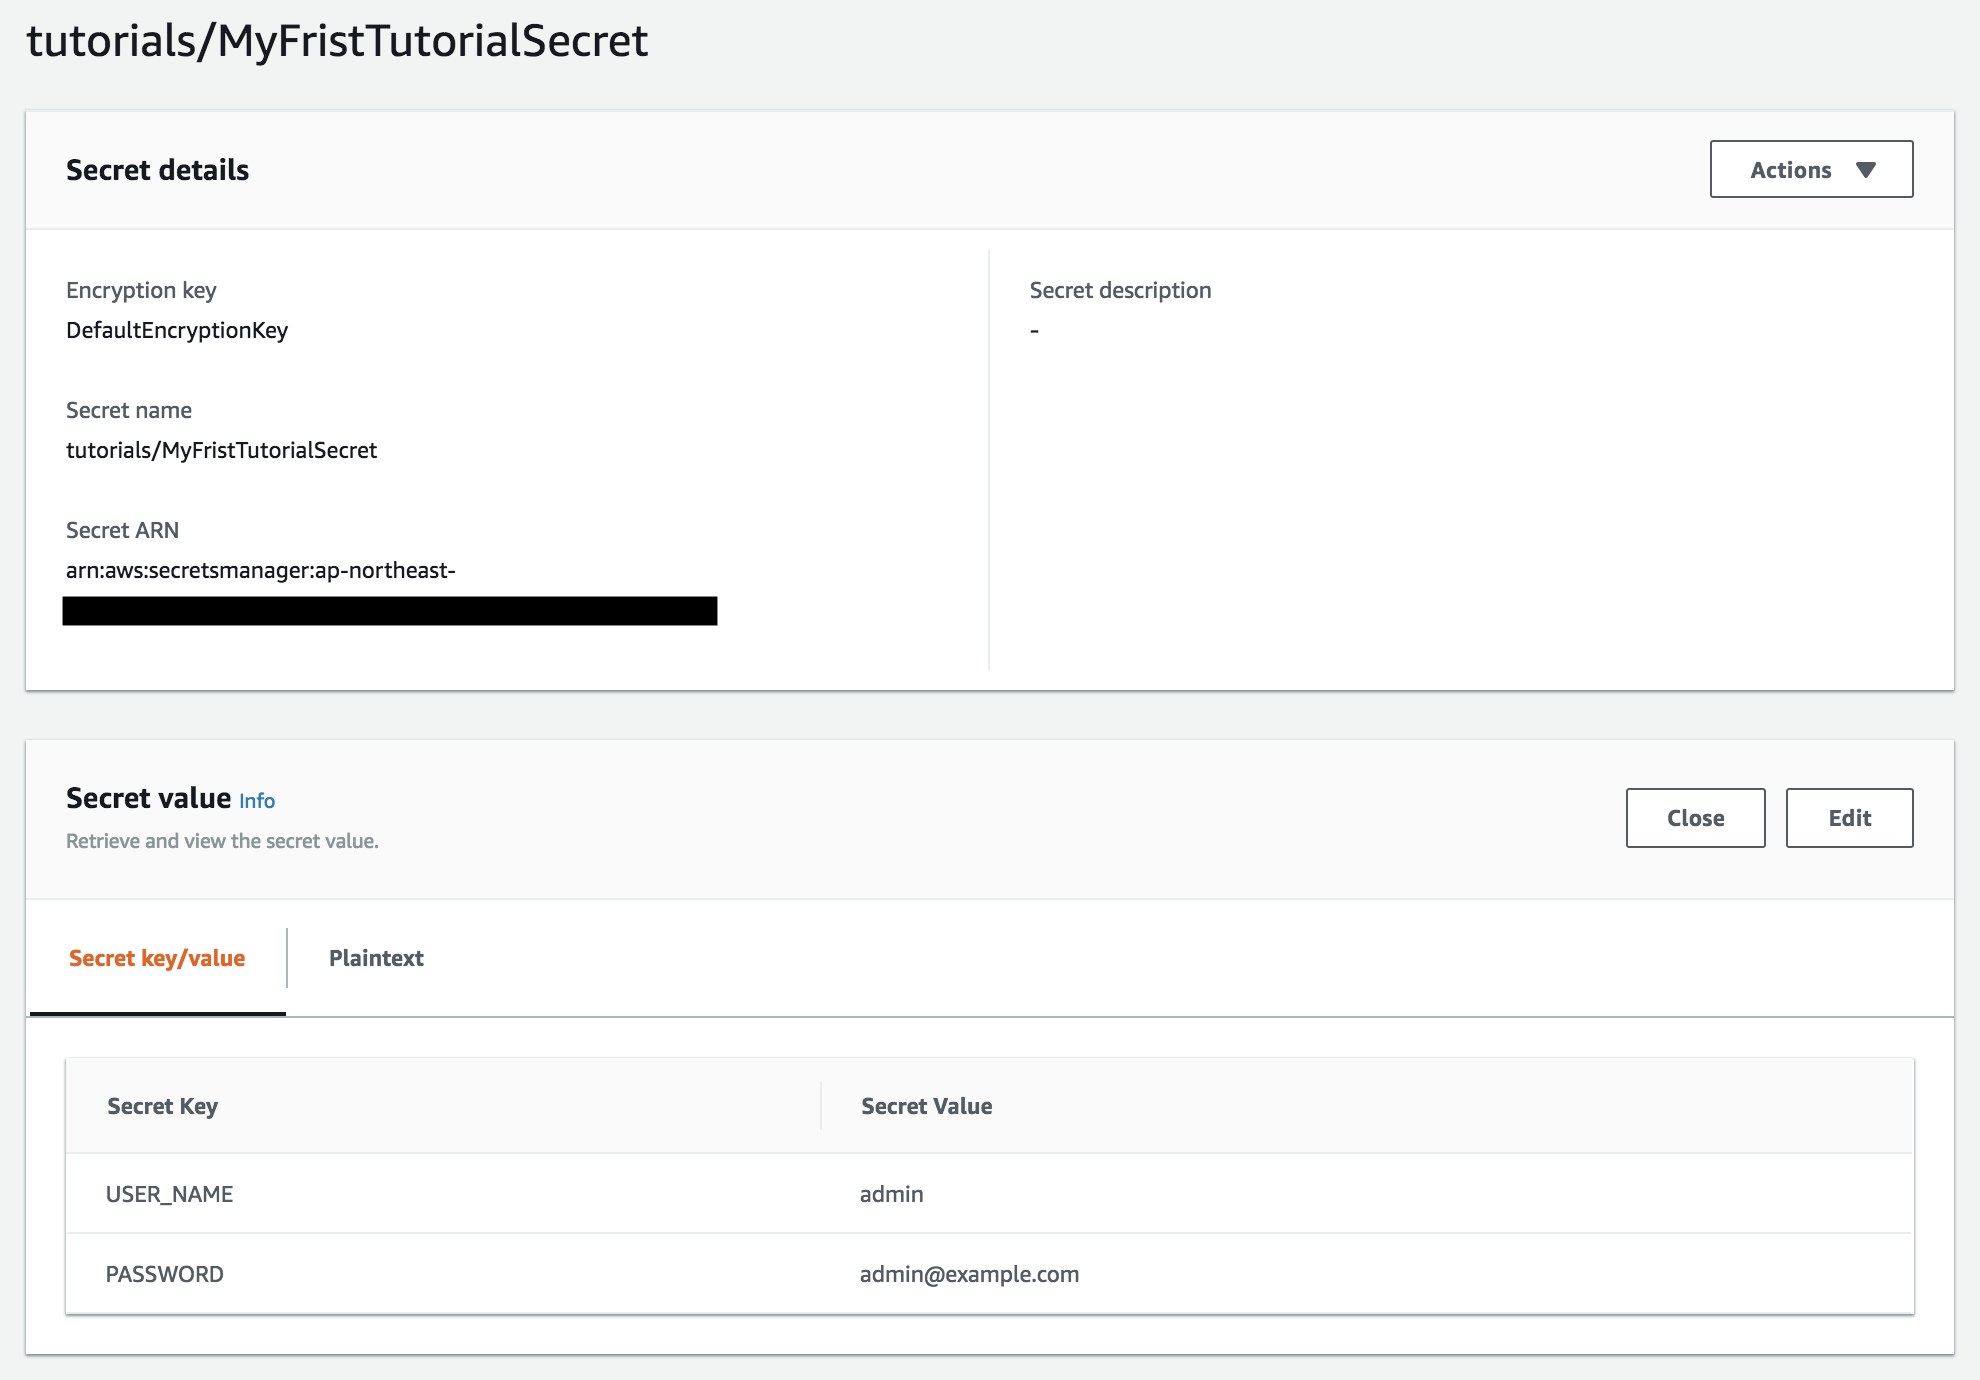 tutorials/MyFristTutorialSecret
Secret details
Actions
Encryption key
DefaultEncryptionKey
Secret description
-
Secret name
tutorials/MyFristTutorialSecret
Secret ARN
arn:aws:secretsmanager:ap-northeast-
Secret value Info
Retrieve and view the secret value.
Close
Edit
Secret key/value
Plaintext
Secret Key
Secret Value
USER_NAME
admin
PASSWORD
admin@example.com